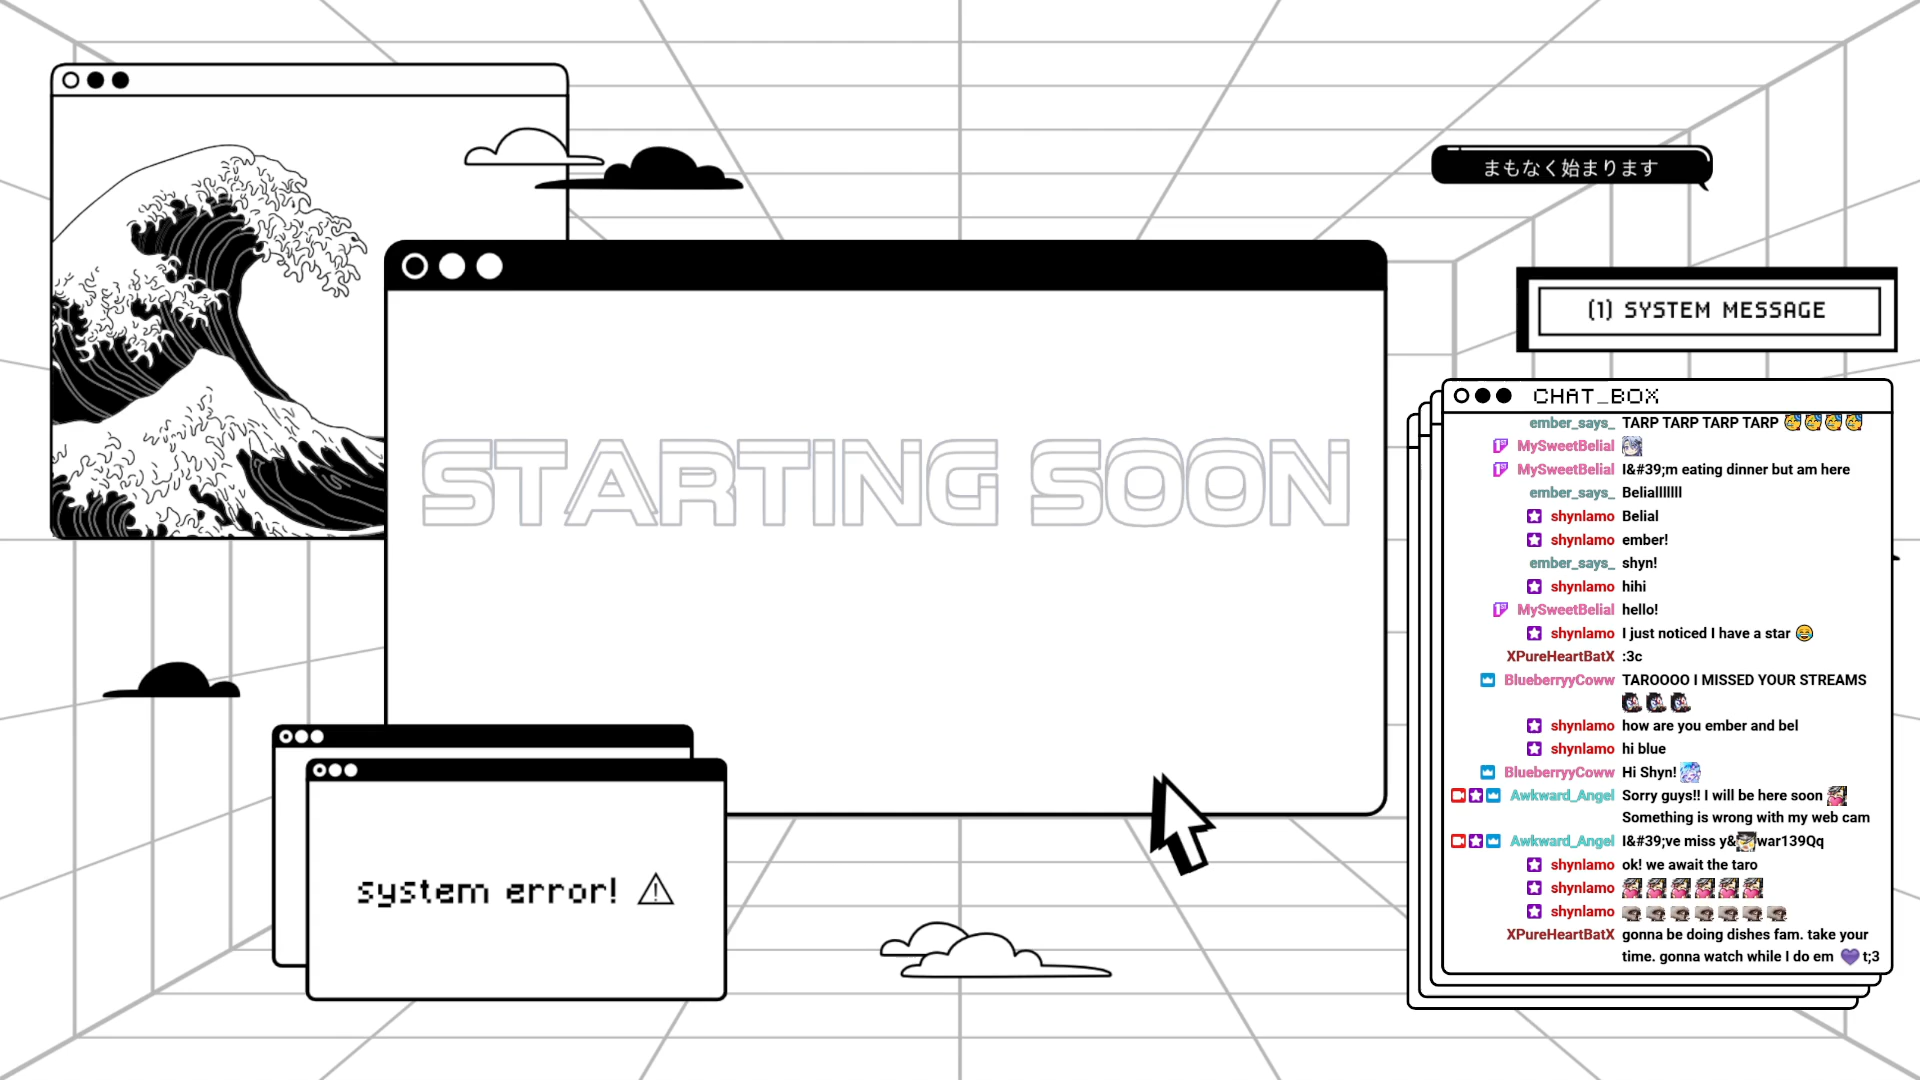 まもなく始まります
(1) SYSTEM MESSAGE
STARTING SOON
system error!
CHAT_BOX
ember_says_ TARP TARP TARP TARP 🥳🥳🥳🥳
MySweetBelial
MySweetBelial I&#39;m eating dinner but am here
ember_says_ Beliallllllll
shynlamo Belial
shynlamo ember!
ember_says_ shyn!
shynlamo hihi
MySweetBelial hello!
shynlamo I just noticed I have a star 😂
XPureHeartBatX :3c
BlueberryyCoww TAROOOO I MISSED YOUR STREAMS
shynlamo how are you ember and bel
shynlamo hi blue
BlueberryyCoww Hi Shyn!
Awkward_Angel Sorry guys!! I will be here soon
Something is wrong with my web cam
Awkward_Angel I&#39;ve miss y& war139Qq
shynlamo ok! we await the taro
shynlamo
shynlamo
XPureHeartBatX gonna be doing dishes fam. take your
time. gonna watch while I do em 💜 t;3